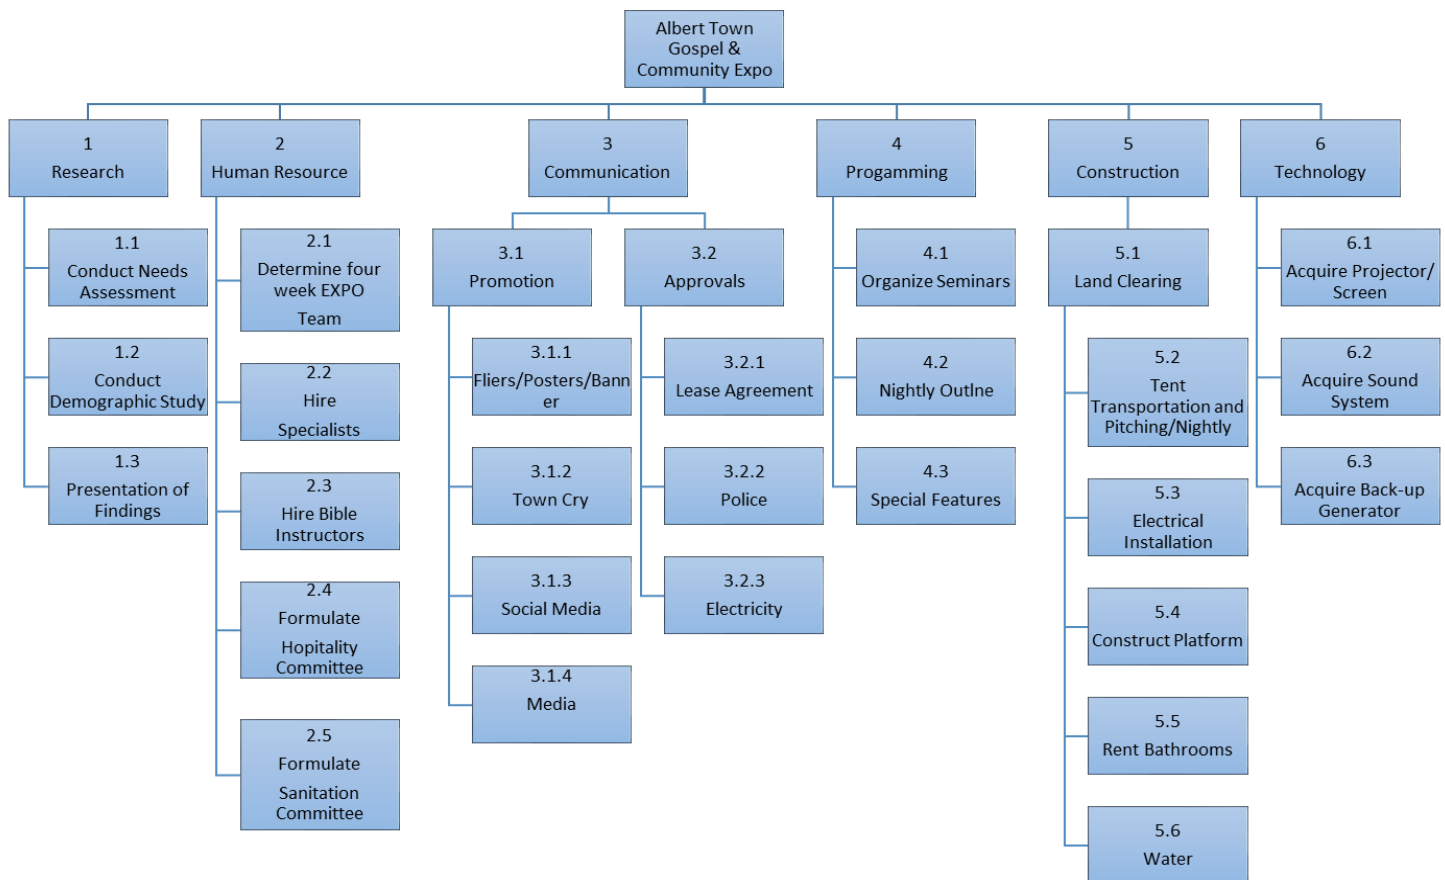 Albert Town
Gospel &
Community Expo
1
Research
1.1
Conduct Needs
Assessment
1.2
Conduct
Demographic Study
1.3
Presentation of
Findings
2
Human Resource
2.1
Determine four
week EXPO
Team
2.2
Hire
Specialists
2.3
Hire Bible
Instructors
2.4
Formulate
Hopitality
Committee
2.5
Formulate
Sanitation
Committee
3
Communication
3.1
Promotion
3.1.1
Fliers/Posters/Bann
er
3.1.2
Town Cry
3.1.3
Social Media
3.1.4
Media
3.2
Approvals
3.2.1
Lease Agreement
3.2.2
Police
3.2.3
Electricity
4
Progamming
4.1
Organize Seminars
4.2
Nightly Outlne
4.3
Special Features
5
Construction
5.1
Land Clearing
5.2
Tent
Transportation and
Pitching/Nightly
5.3
Electrical
Installation
5.4
Construct Platform
5.5
Rent Bathrooms
5.6
Water
6
Technology
6.1
Acquire Projector/
Screen
6.2
Acquire Sound
System
6.3
Acquire Back-up
Generator